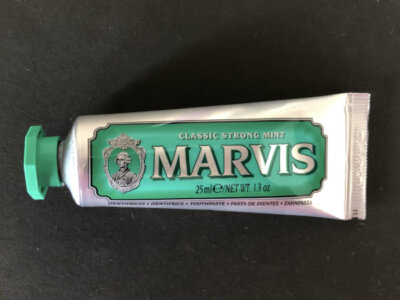 CLASSIC STRONG MINT
MARVIS
25 ml ℮/NET WT. 1.3 oz
DENTIFRICIO • DENTIFRICE • TOOTHPASTE • PASTA DE DIENTES • ZAHNPASTA